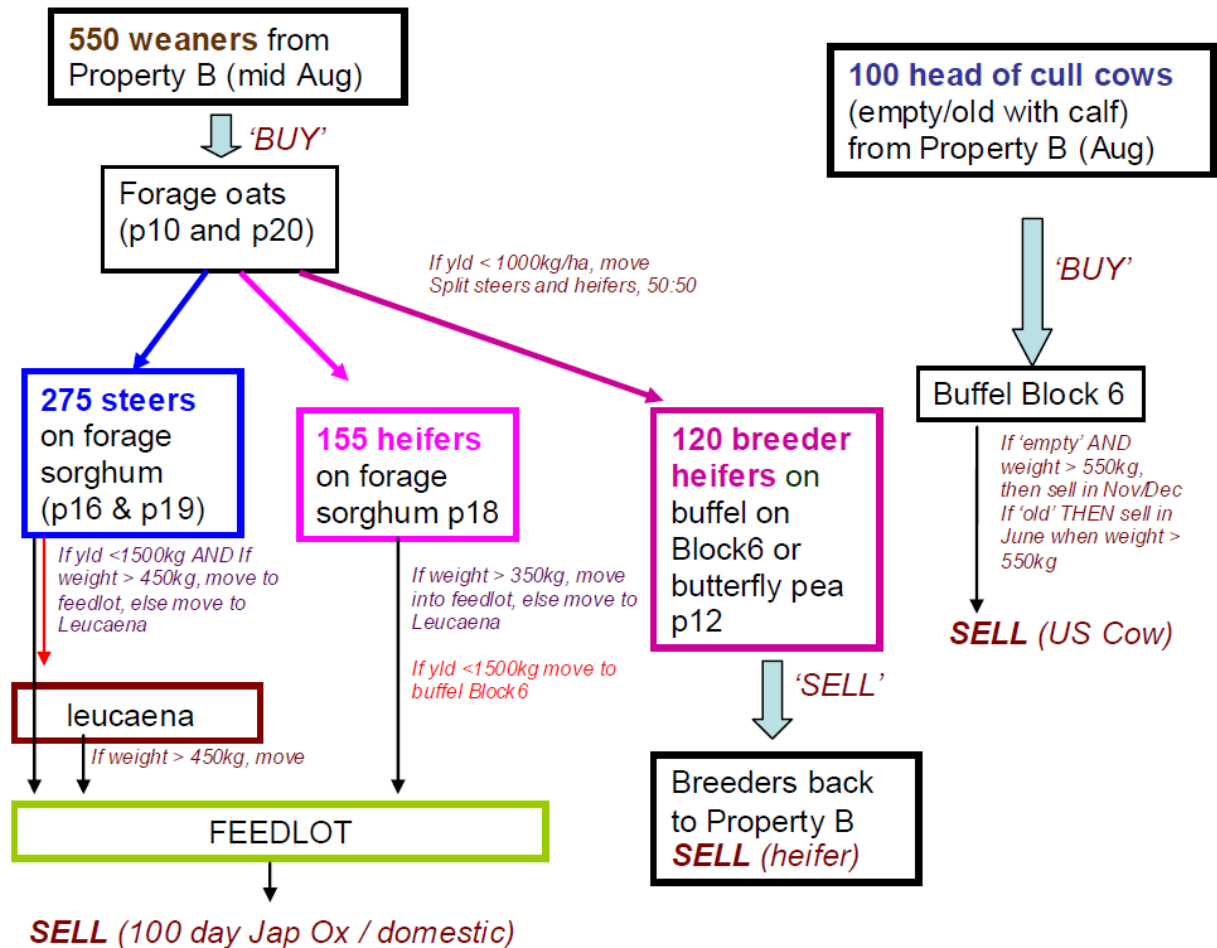 550 weaners from
Property B (mid Aug)
100 head of cull cows
(empty/old with calf)
from Property B (Aug)
'BUY'
Forage oats
(p10 and p20)
If yld < 1000kg/ha, move
Split steers and heifers, 50:50
'BUY'
275 steers
on forage
sorghum
(p16 & p19)
155 heifers
on forage
sorghum p18
120 breeder
heifers on
buffel on
Block6 or
butterfly pea
p12
Buffel Block 6
If 'empty' AND
weight > 550kg,
then sell in Nov/Dec
If 'old' THEN sell in
June when weight >
550kg
If yld <1500kg AND If
weight > 450kg, move to
feedlot, else move to
Leucaena
If weight > 350kg, move
into feedlot, else move to
Leucaena
If yld <1500kg move to
buffel Block6
SELL (US Cow)
'SELL'
leucaena
If weight > 450kg, move
FEEDLOT
Breeders back
to Property B
SELL (heifer)
SELL (100 day Jap Ox / domestic)